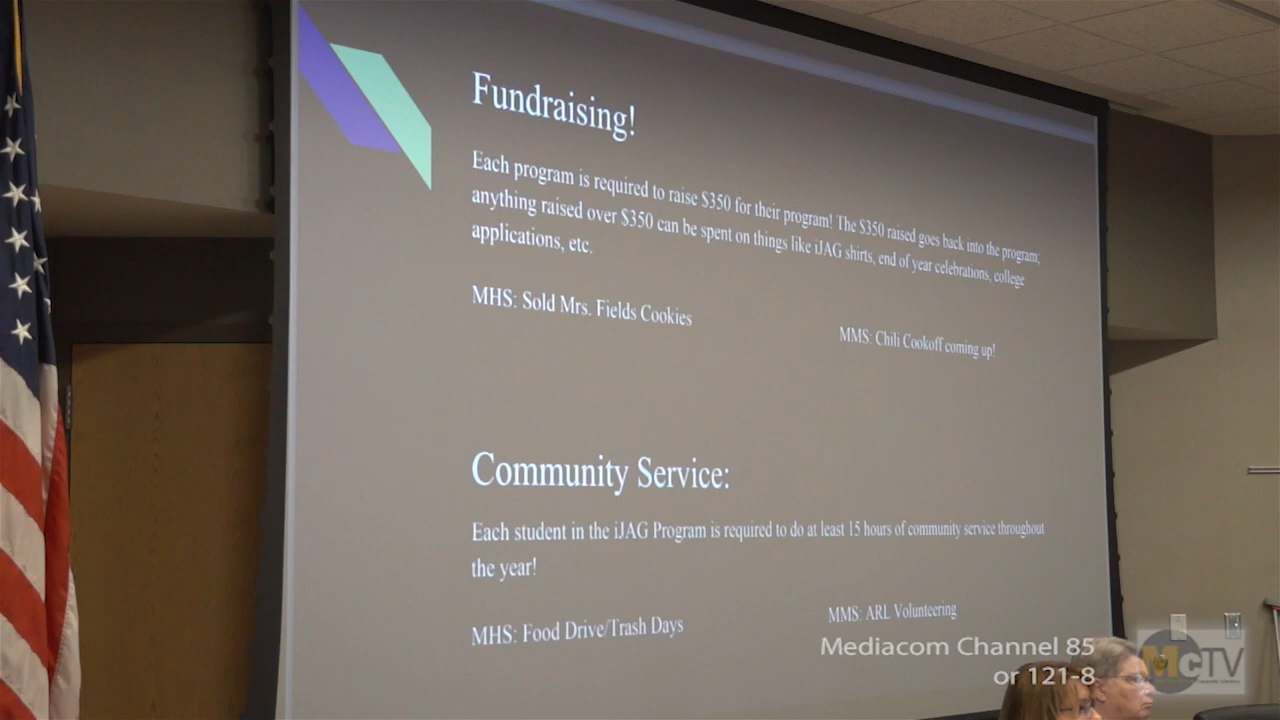 Fundraising!
Each program is required to raise $350 for their program! The $350 raised goes back into the program;
anything raised over $350 can be spent on things like iJAG shirts, end of year celebrations, college
applications, etc.
MHS: Sold Mrs. Fields Cookies
MMS: Chili Cookoff coming up!
Community Service:
Each student in the iJAG Program is required to do at least 15 hours of community service throughout
the year!
MHS: Food Drive/Trash Days
MMS: ARL Volunteering
Mediacom Channel 85
or 121-8
McTV